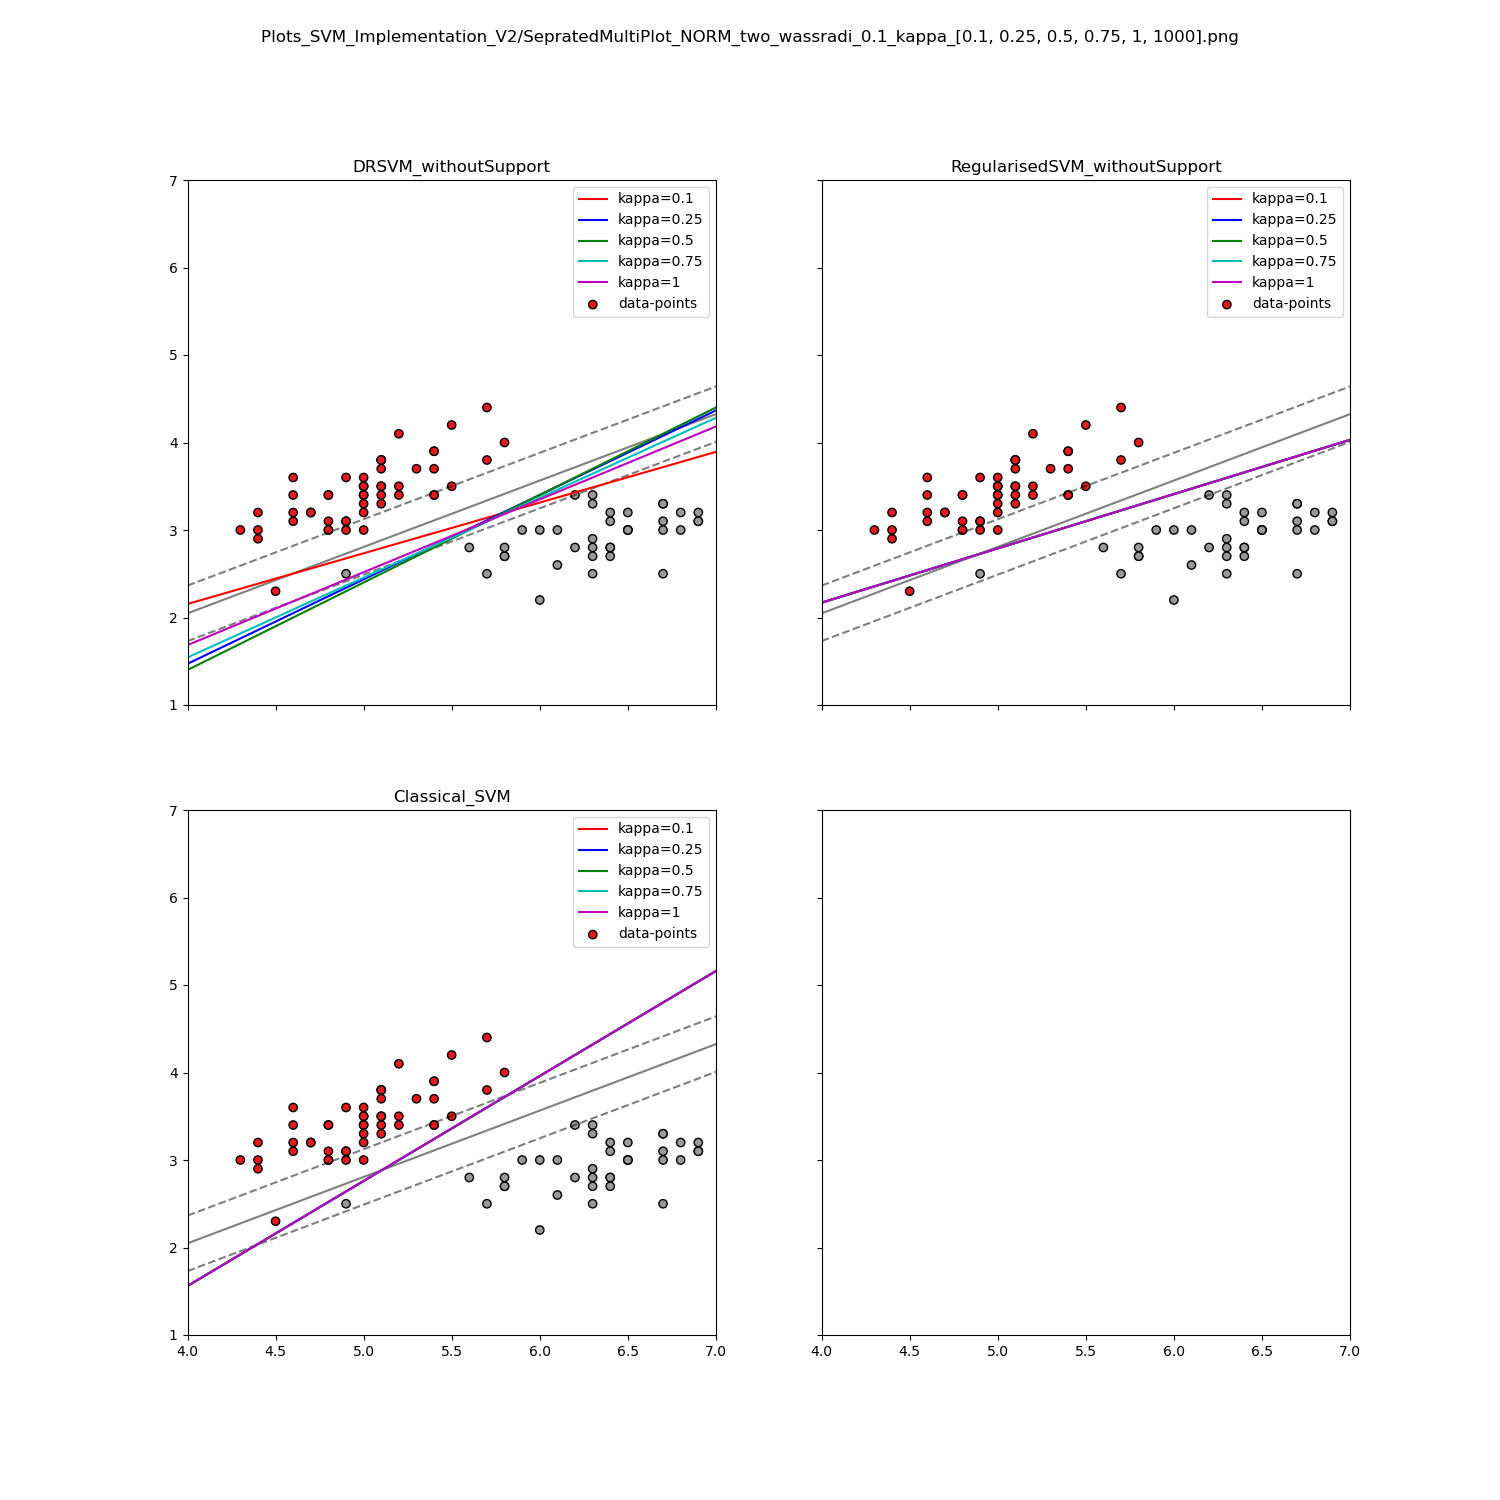 Plots_SVM_Implementation_V2/SepratedMultiPlot_NORM_two_wassradi_0.1_kappa_[0.1, 0.25, 0.5, 0.75, 1, 1000].png
DRSVM_withoutSupport
7
6
5
4
3
2
1
kappa=0.1
kappa=0.25
kappa=0.5
kappa=0.75
kappa=1
data-points
RegularisedSVM_withoutSupport
kappa=0.1
kappa=0.25
kappa=0.5
kappa=0.75
kappa=1
data-points
Classical_SVM
7
6
5
4
3
2
1
kappa=0.1
kappa=0.25
kappa=0.5
kappa=0.75
kappa=1
data-points
4.0 4.5 5.0 5.5 6.0 6.5 7.0
4.0 4.5 5.0 5.5 6.0 6.5 7.0